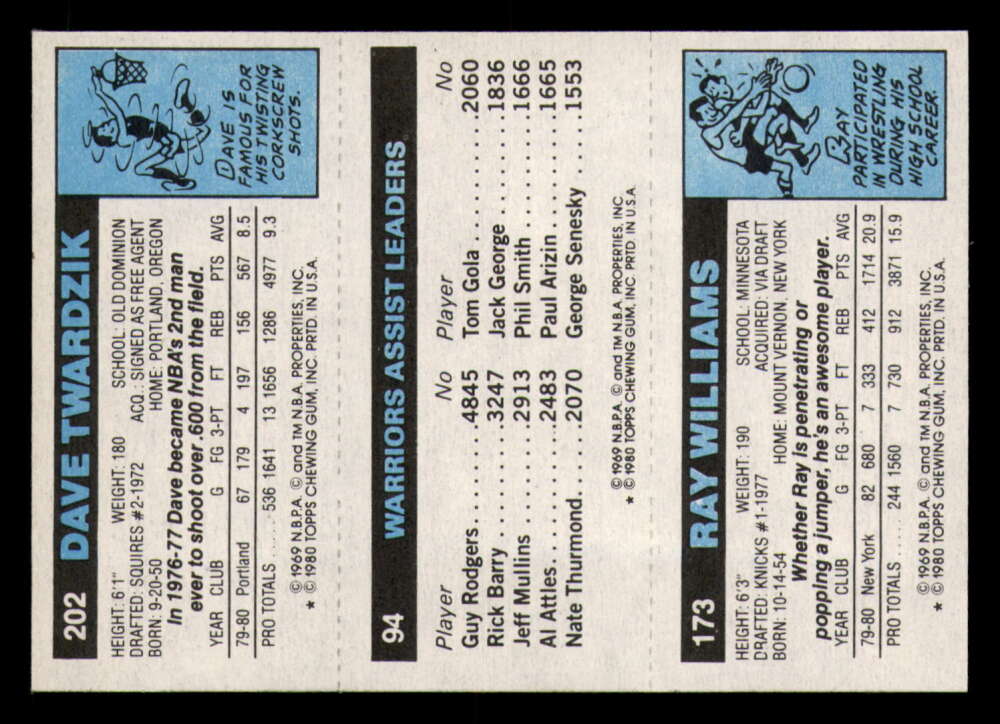 202 DAVE TWARDZIK
HEIGHT: 6'1" WEIGHT: 180 SCHOOL: OLD DOMINION
DRAFTED: SQUIRES #2-1972 ACQ.: SIGNED AS FREE AGENT
BORN: 9-20-50 HOME: PORTLAND, OREGON
In 1976-77 Dave became NBA's 2nd man
ever to shoot over .600 from the field.
YEAR CLUB G FG 3-PT FT REB PTS AVG
79-80 Portland 67 179 4 197 156 567 8.5
PRO TOTALS .... 536 1641 13 1656 1286 4977 9.3
© 1969 N.B.P.A. © and TM N.B.A. PROPERTIES, INC.
★ © 1980 TOPPS CHEWING GUM, INC. PRTD. IN U.S.A.
DAVE IS
FAMOUS FOR
HIS TWISTING
CORKSCREW
SHOTS.
94 WARRIORS ASSIST LEADERS
Player No Player No
Guy Rodgers.......4845 Tom Gola...........2060
Rick Barry ..........3247 Jack George .......1836
Jeff Mullins .........2913 Phil Smith..........1666
Al Attles.............2483 Paul Arizin.........1665
Nate Thurmond....2070 George Senesky ...1553
© 1969 N.B.P.A. © and TM N.B.A. PROPERTIES, INC.
★ © 1980 TOPPS CHEWING GUM, INC. PRTD. IN U.S.A.
173 RAY WILLIAMS
HEIGHT: 6'3" WEIGHT: 190 SCHOOL: MINNESOTA
DRAFTED: KNICKS #1-1977 ACQUIRED: VIA DRAFT
BORN: 10-14-54 HOME: MOUNT VERNON, NEW YORK
Whether Ray is penetrating or
popping a jumper, he's an awesome player.
YEAR CLUB G FG 3-PT FT REB PTS AVG
79-80 New York 82 680 7 333 412 1714 20.9
PRO TOTALS ..... 244 1560 7 730 912 3871 15.9
© 1969 N.B.P.A. © and TM N.B.A. PROPERTIES, INC.
★ © 1980 TOPPS CHEWING GUM, INC. PRTD. IN U.S.A.
RAY
PARTICIPATED
IN WRESTLING
DURING HIS
HIGH SCHOOL
CAREER.